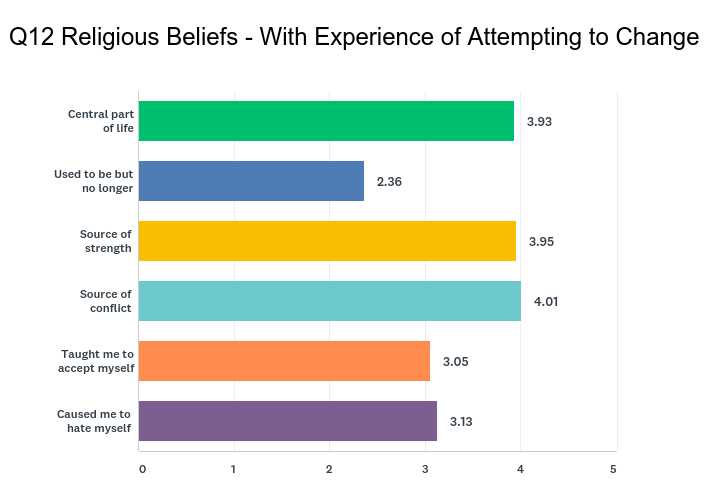 Q12 Religious Beliefs - With Experience of Attempting to Change
Central part
of life
3.93
Used to be but
no longer
2.36
Source of
strength
3.95
Source of
conflict
4.01
Taught me to
accept myself
3.05
Caused me to
hate myself
3.13
0 1 2 3 4 5